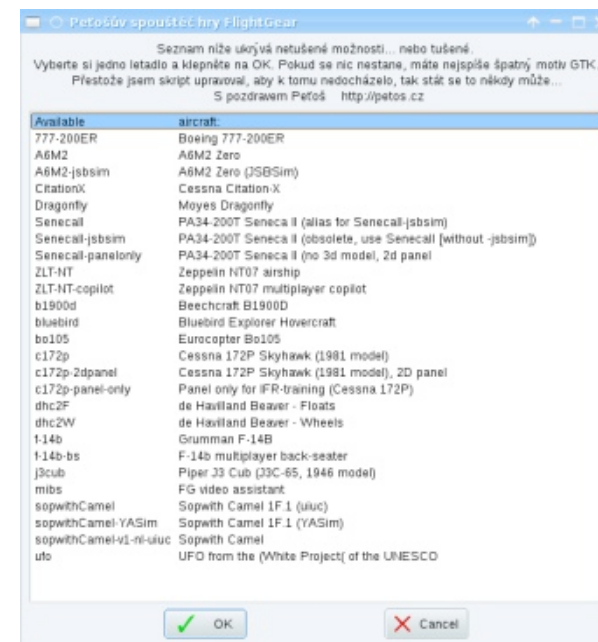 Peťošův spouštěč hry FlightGear
Seznam níže ukrývá netušené možnosti... nebo tušené.
Vyberte si jedno letadlo a klepněte na OK. Pokud se nic nestane, máte nejspíše špatný motiv GTK.
Přestože jsem skript upravoval, aby k tomu nedocházelo, tak stát se to někdy může...
S pozdravem Peťoš http://petos.cz
Available aircraft:
777-200ER Boeing 777-200ER
A6M2 A6M2 Zero
A6M2-jsbsim A6M2 Zero (JSBSim)
CitationX Cessna Citation-X
Dragonfly Moyes Dragonfly
SenecaII PA34-200T Seneca II (alias for SenecaII-jsbsim)
SenecaII-jsbsim PA34-200T Seneca II (obsolete, use SenecaII [without -jsbsim])
SenecaII-panelonly PA34-200T Seneca II (no 3d model, 2d panel
ZLT-NT Zeppelin NT07 airship
ZLT-NT-copilot Zeppelin NT07 multiplayer copilot
b1900d Beechcraft B1900D
bluebird Bluebird Explorer Hovercraft
bo105 Eurocopter Bo105
c172p Cessna 172P Skyhawk (1981 model)
c172p-2dpanel Cessna 172P Skyhawk (1981 model), 2D panel
c172p-panel-only Panel only for IFR-training (Cessna 172P)
dhc2F de Havilland Beaver - Floats
dhc2W de Havilland Beaver - Wheels
f-14b Grumman F-14B
f-14b-bs F-14b multiplayer back-seater
j3cub Piper J3 Cub (J3C-65, 1946 model)
mibs FG video assistant
sopwithCamel Sopwith Camel 1F.1 (uiuc)
sopwithCamel-YASim Sopwith Camel 1F.1 (YASim)
sopwithCamel-v1-nl-uiuc Sopwith Camel
ufo UFO from the (White Project( of the UNESCO
OK Cancel